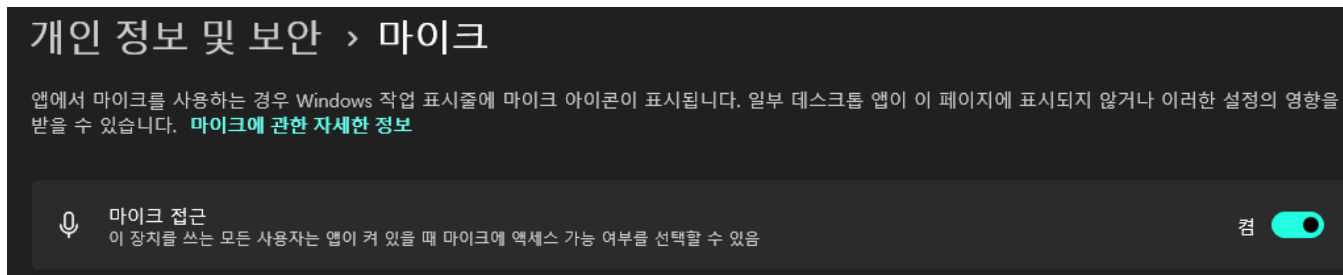 개인 정보 및 보안 > 마이크
앱에서 마이크를 사용하는 경우 Windows 작업 표시줄에 마이크 아이콘이 표시됩니다. 일부 데스크톱 앱이 이 페이지에 표시되지 않거나 이러한 설정의 영향을
받을 수 있습니다. 마이크에 관한 자세한 정보
마이크 접근
이 장치를 쓰는 모든 사용자는 앱이 켜 있을 때 마이크에 액세스 가능 여부를 선택할 수 있음
켬